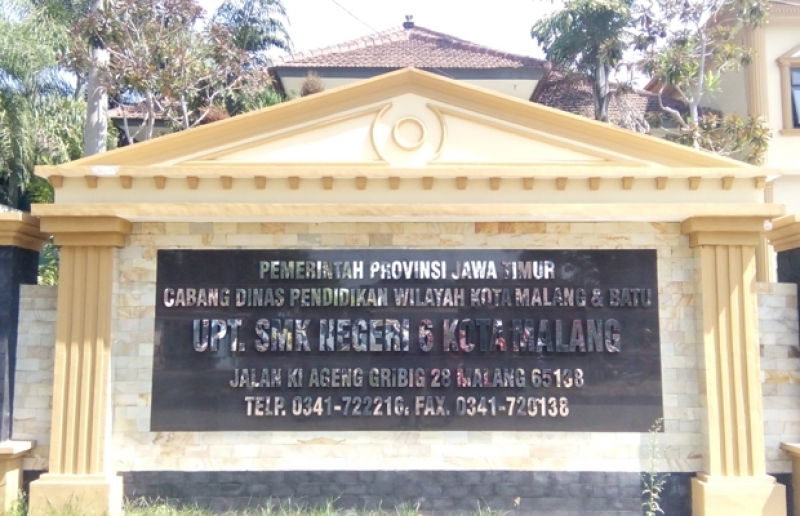 PEMERINTAH PROVINSI JAWA TIMUR
CABANG DINAS PENDIDIKAN WILAYAH KOTA MALANG & BATU
UPT. SMK NEGERI 6 KOTA MALANG
JALAN KI AGENG GRIBIG 28 MALANG 65138
TELP. 0341-722216, FAX. 0341-720138